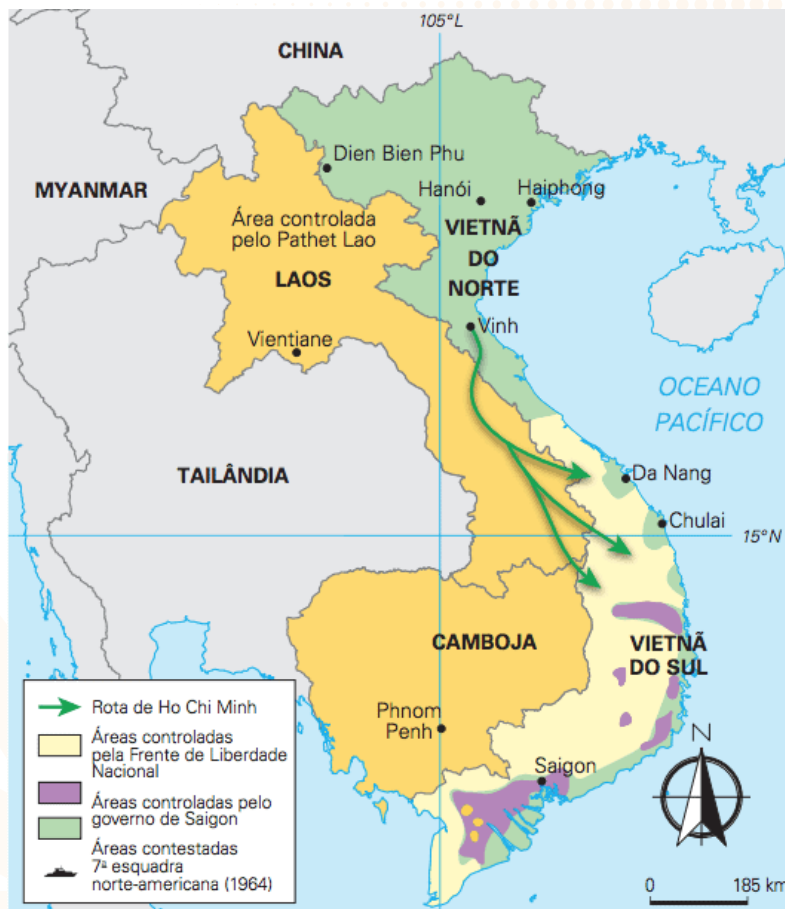 105°L
CHINA
Dien Bien Phu
MYANMAR
Hanói
Haiphong
Área controlada
pelo Pathet Lao
VIETNÃ
DO
NORTE
LAOS
Vinh
Vientiane
OCEANO
PACÍFICO
TAILÂNDIA
Da Nang
Chulai
15°N
CAMBOJA
VIETNÃ
DO SUL
Phnom
Penh
Saigon
N
Rota de Ho Chi Minh
Áreas controladas
pela Frente de Liberdade
Nacional
Áreas controladas pelo
governo de Saigon
Áreas contestadas
7ª esquadra
norte-americana (1964)
0 185 km